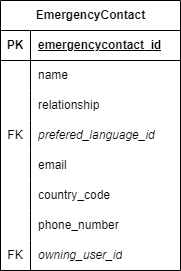 EmergencyContact
PK emergencycontact_id
name
relationship
FK prefered_language_id
email
country_code
phone_number
FK owning_user_id